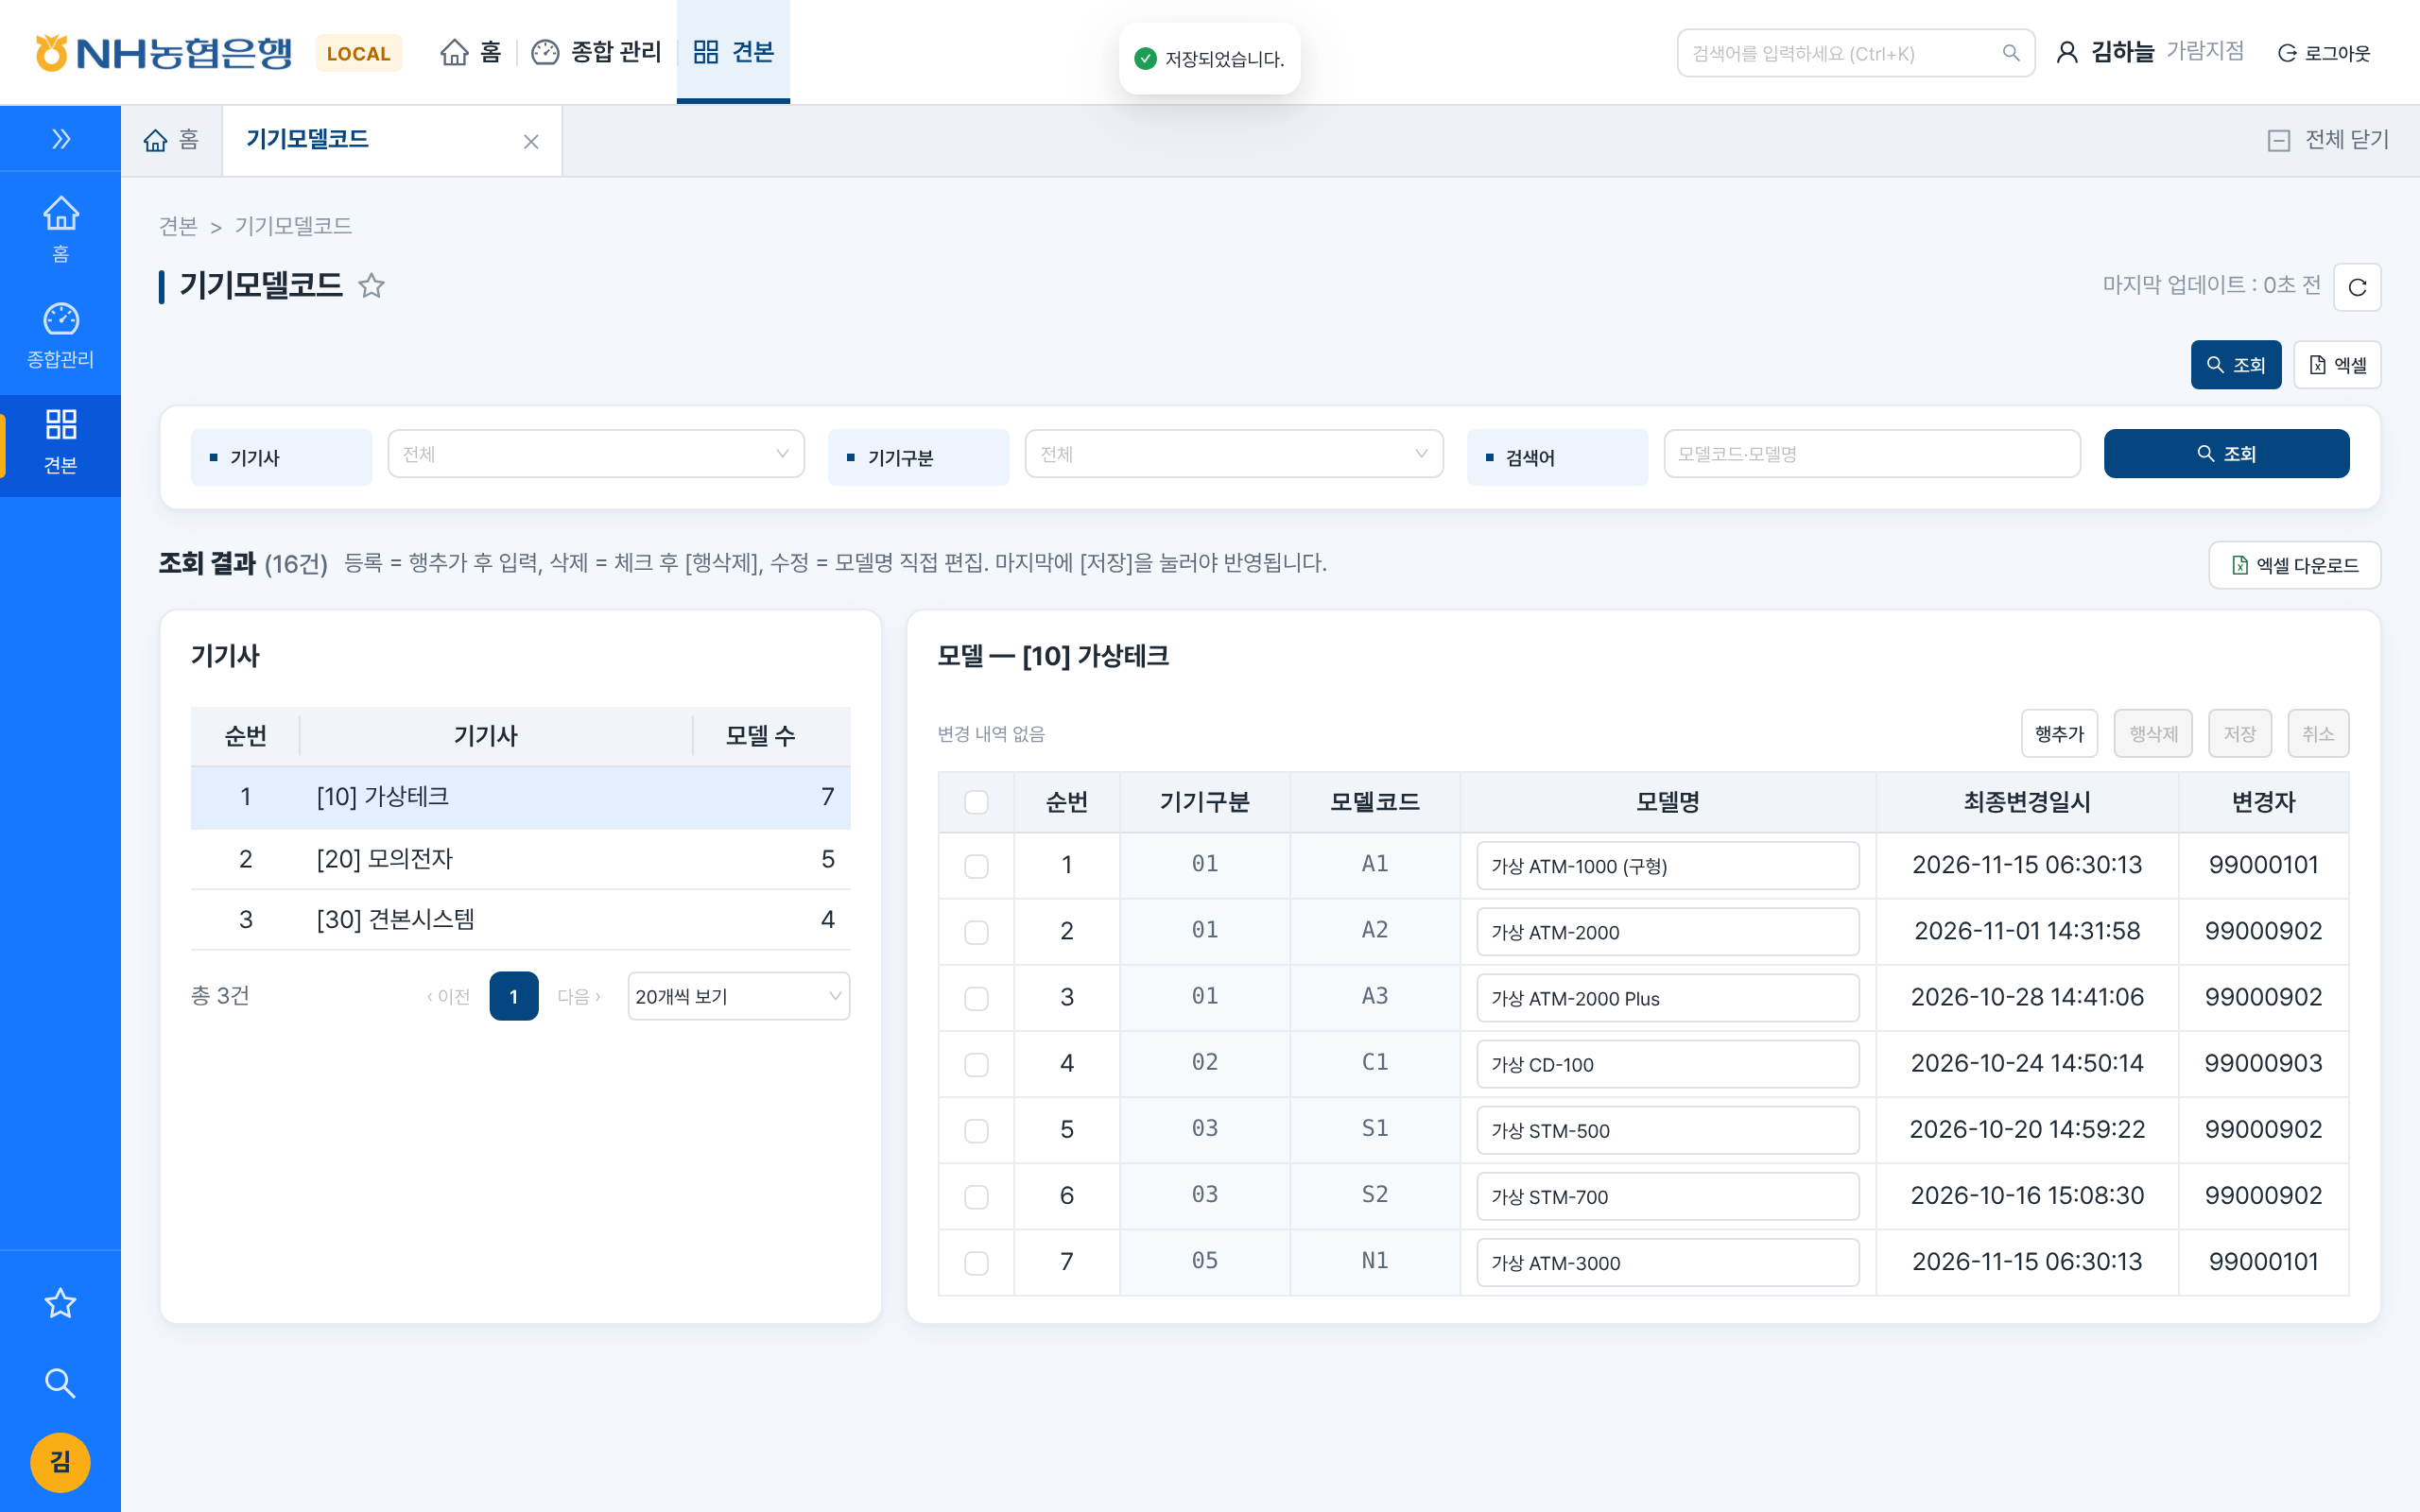 NH농협은행 LOCAL 홈 종합 관리 견본 저장되었습니다. 검색어를 입력하세요 (Ctrl+K) 김하늘 가람지점 로그아웃
홈 기기모델코드 전체 닫기
홈
종합관리
견본
김
견본 > 기기모델코드
기기모델코드 마지막 업데이트 : 0초 전
조회 엑셀
기기사 전체 기기구분 전체 검색어 모델코드·모델명 조회
조회 결과 (16건) 등록 = 행추가 후 입력, 삭제 = 체크 후 [행삭제], 수정 = 모델명 직접 편집. 마지막에 [저장]을 눌러야 반영됩니다. 엑셀 다운로드
기기사
순번 기기사 모델 수
1 [10] 가상테크 7
2 [20] 모의전자 5
3 [30] 견본시스템 4
총 3건 ‹ 이전 1 다음 › 20개씩 보기
모델 — [10] 가상테크
변경 내역 없음 행추가 행삭제 저장 취소
순번 기기구분 모델코드 모델명 최종변경일시 변경자
1 01 A1 가상 ATM-1000 (구형) 2026-11-15 06:30:13 99000101
2 01 A2 가상 ATM-2000 2026-11-01 14:31:58 99000902
3 01 A3 가상 ATM-2000 Plus 2026-10-28 14:41:06 99000902
4 02 C1 가상 CD-100 2026-10-24 14:50:14 99000903
5 03 S1 가상 STM-500 2026-10-20 14:59:22 99000902
6 03 S2 가상 STM-700 2026-10-16 15:08:30 99000902
7 05 N1 가상 ATM-3000 2026-11-15 06:30:13 99000101